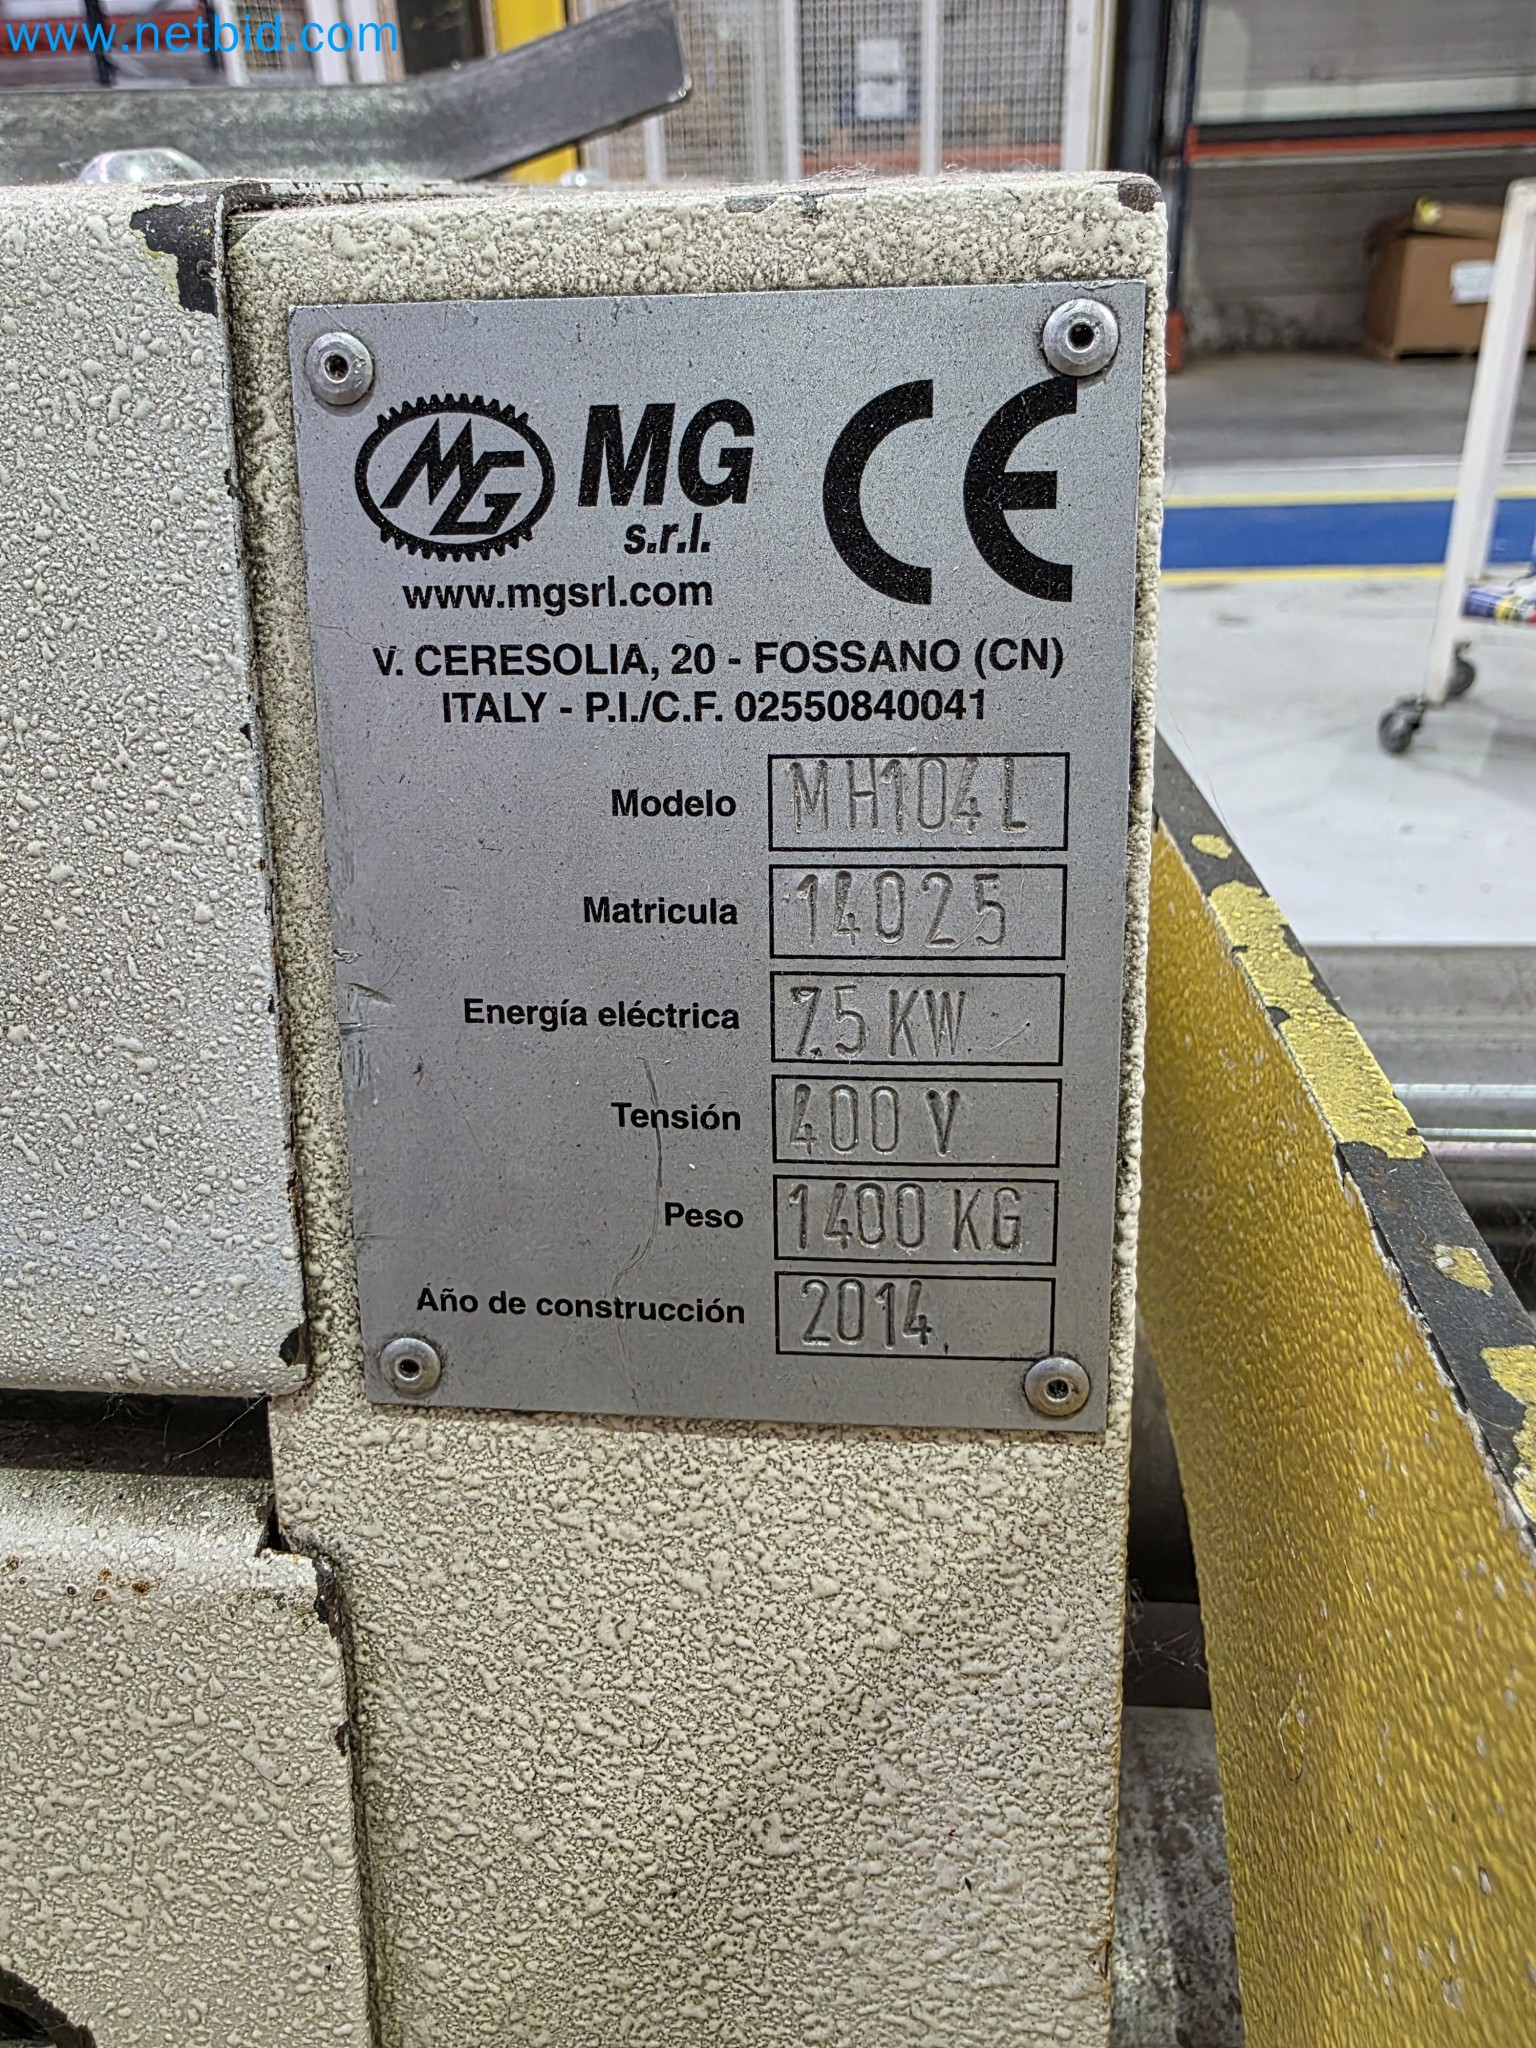 www.netbid.com
MG MG CE
s.r.l.
www.mgsrl.com
V. CERESOLIA, 20 - FOSSANO (CN)
ITALY - P.I./C.F. 02550840041
Modelo MH104L
Matricula 14025
Energía eléctrica 7.5 KW
Tensión 400 V
Peso 1400 KG
Año de construcción 2014